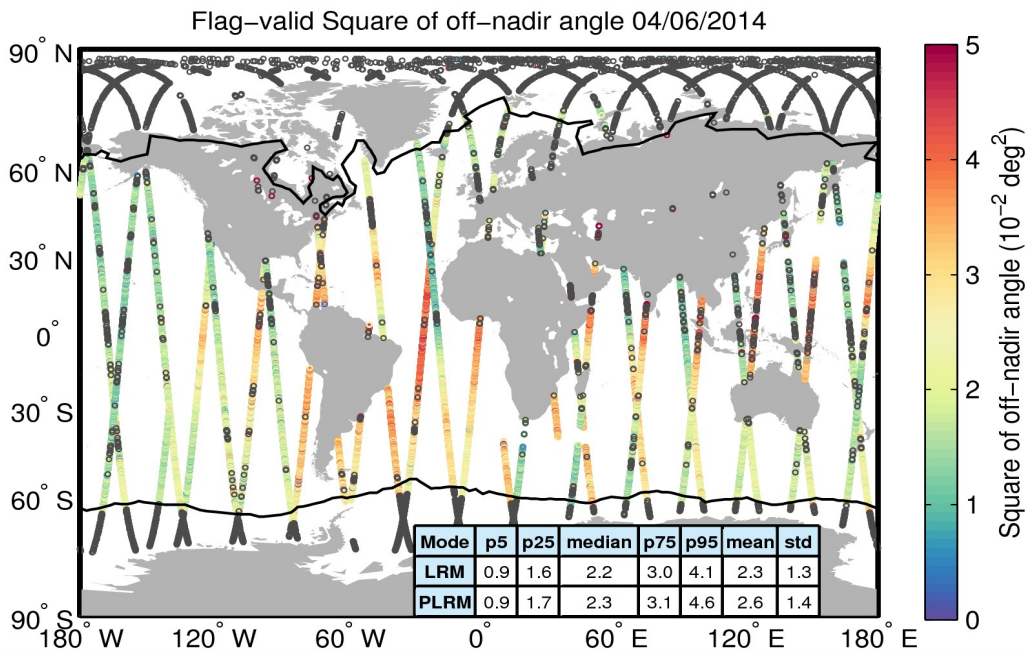 Flag−valid Square of off−nadir angle 04/06/2014
90° N
60° N
30° N
0°
30° S
60° S
90° S
180° W
120° W
60° W
0°
60° E
120° E
180° E
Mode p5 p25 median p75 p95 mean std
LRM 0.9 1.6 2.2 3.0 4.1 2.3 1.3
PLRM 0.9 1.7 2.3 3.1 4.6 2.6 1.4
5
4
3
2
1
0
Square of off−nadir angle (10⁻² deg²)